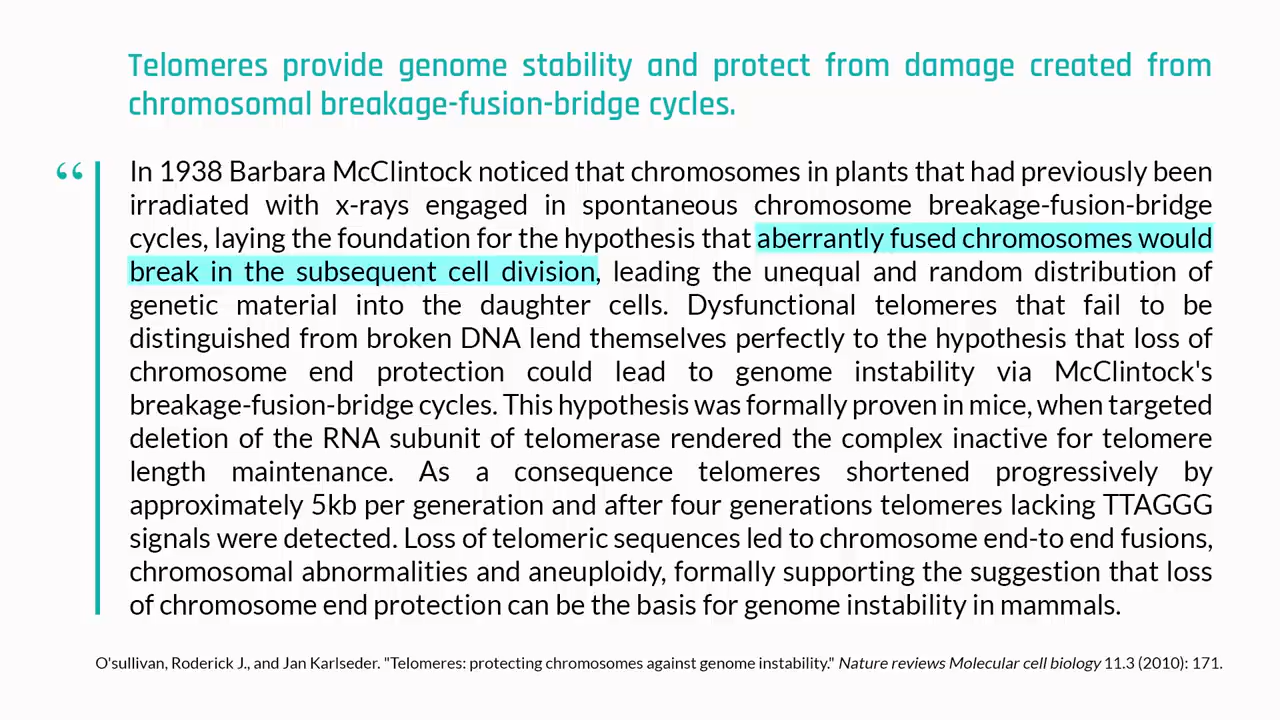 Telomeres provide genome stability and protect from damage created from
chromosomal breakage-fusion-bridge cycles.
“
In 1938 Barbara McClintock noticed that chromosomes in plants that had previously been
irradiated with x-rays engaged in spontaneous chromosome breakage-fusion-bridge
cycles, laying the foundation for the hypothesis that aberrantly fused chromosomes would
break in the subsequent cell division, leading the unequal and random distribution of
genetic material into the daughter cells. Dysfunctional telomeres that fail to be
distinguished from broken DNA lend themselves perfectly to the hypothesis that loss of
chromosome end protection could lead to genome instability via McClintock's
breakage-fusion-bridge cycles. This hypothesis was formally proven in mice, when targeted
deletion of the RNA subunit of telomerase rendered the complex inactive for telomere
length maintenance. As a consequence telomeres shortened progressively by
approximately 5kb per generation and after four generations telomeres lacking TTAGGG
signals were detected. Loss of telomeric sequences led to chromosome end-to end fusions,
chromosomal abnormalities and aneuploidy, formally supporting the suggestion that loss
of chromosome end protection can be the basis for genome instability in mammals.
O'sullivan, Roderick J., and Jan Karlseder. "Telomeres: protecting chromosomes against genome instability." Nature reviews Molecular cell biology 11.3 (2010): 171.